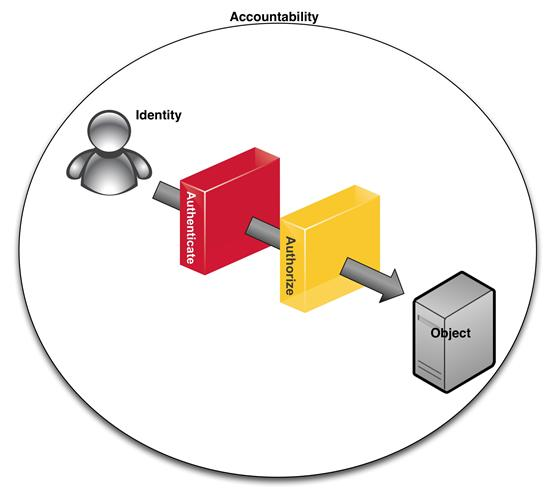 Accountability
Identity
Authenticate
Authorize
Object